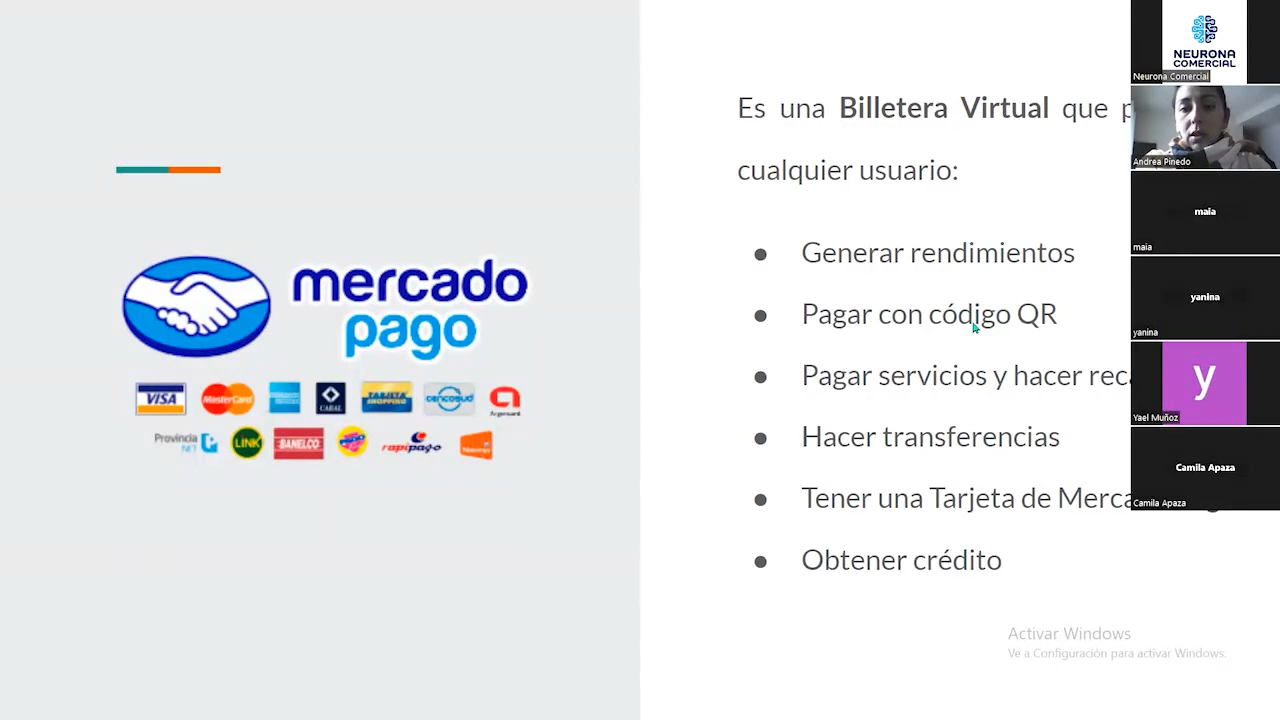 Es una Billetera Virtual que p
cualquier usuario:
● Generar rendimientos
● Pagar con código QR
● Pagar servicios y hacer rec
● Hacer transferencias
● Tener una Tarjeta de Merca
● Obtener crédito
mercado
pago
VISA
MasterCard
CABAL
TARJETA
SHOPPING
cencosud
Argencard
Provincia
NET
LINK
BANELCO
PAGO
rapipago
Activar Windows
Ve a Configuración para activar Windows.
NEURONA
COMERCIAL
Neurona Comercial
Andrea Pinedo
maia
maia
yanina
yanina
y
Yael Muñoz
Camila Apaza
Camila Apaza